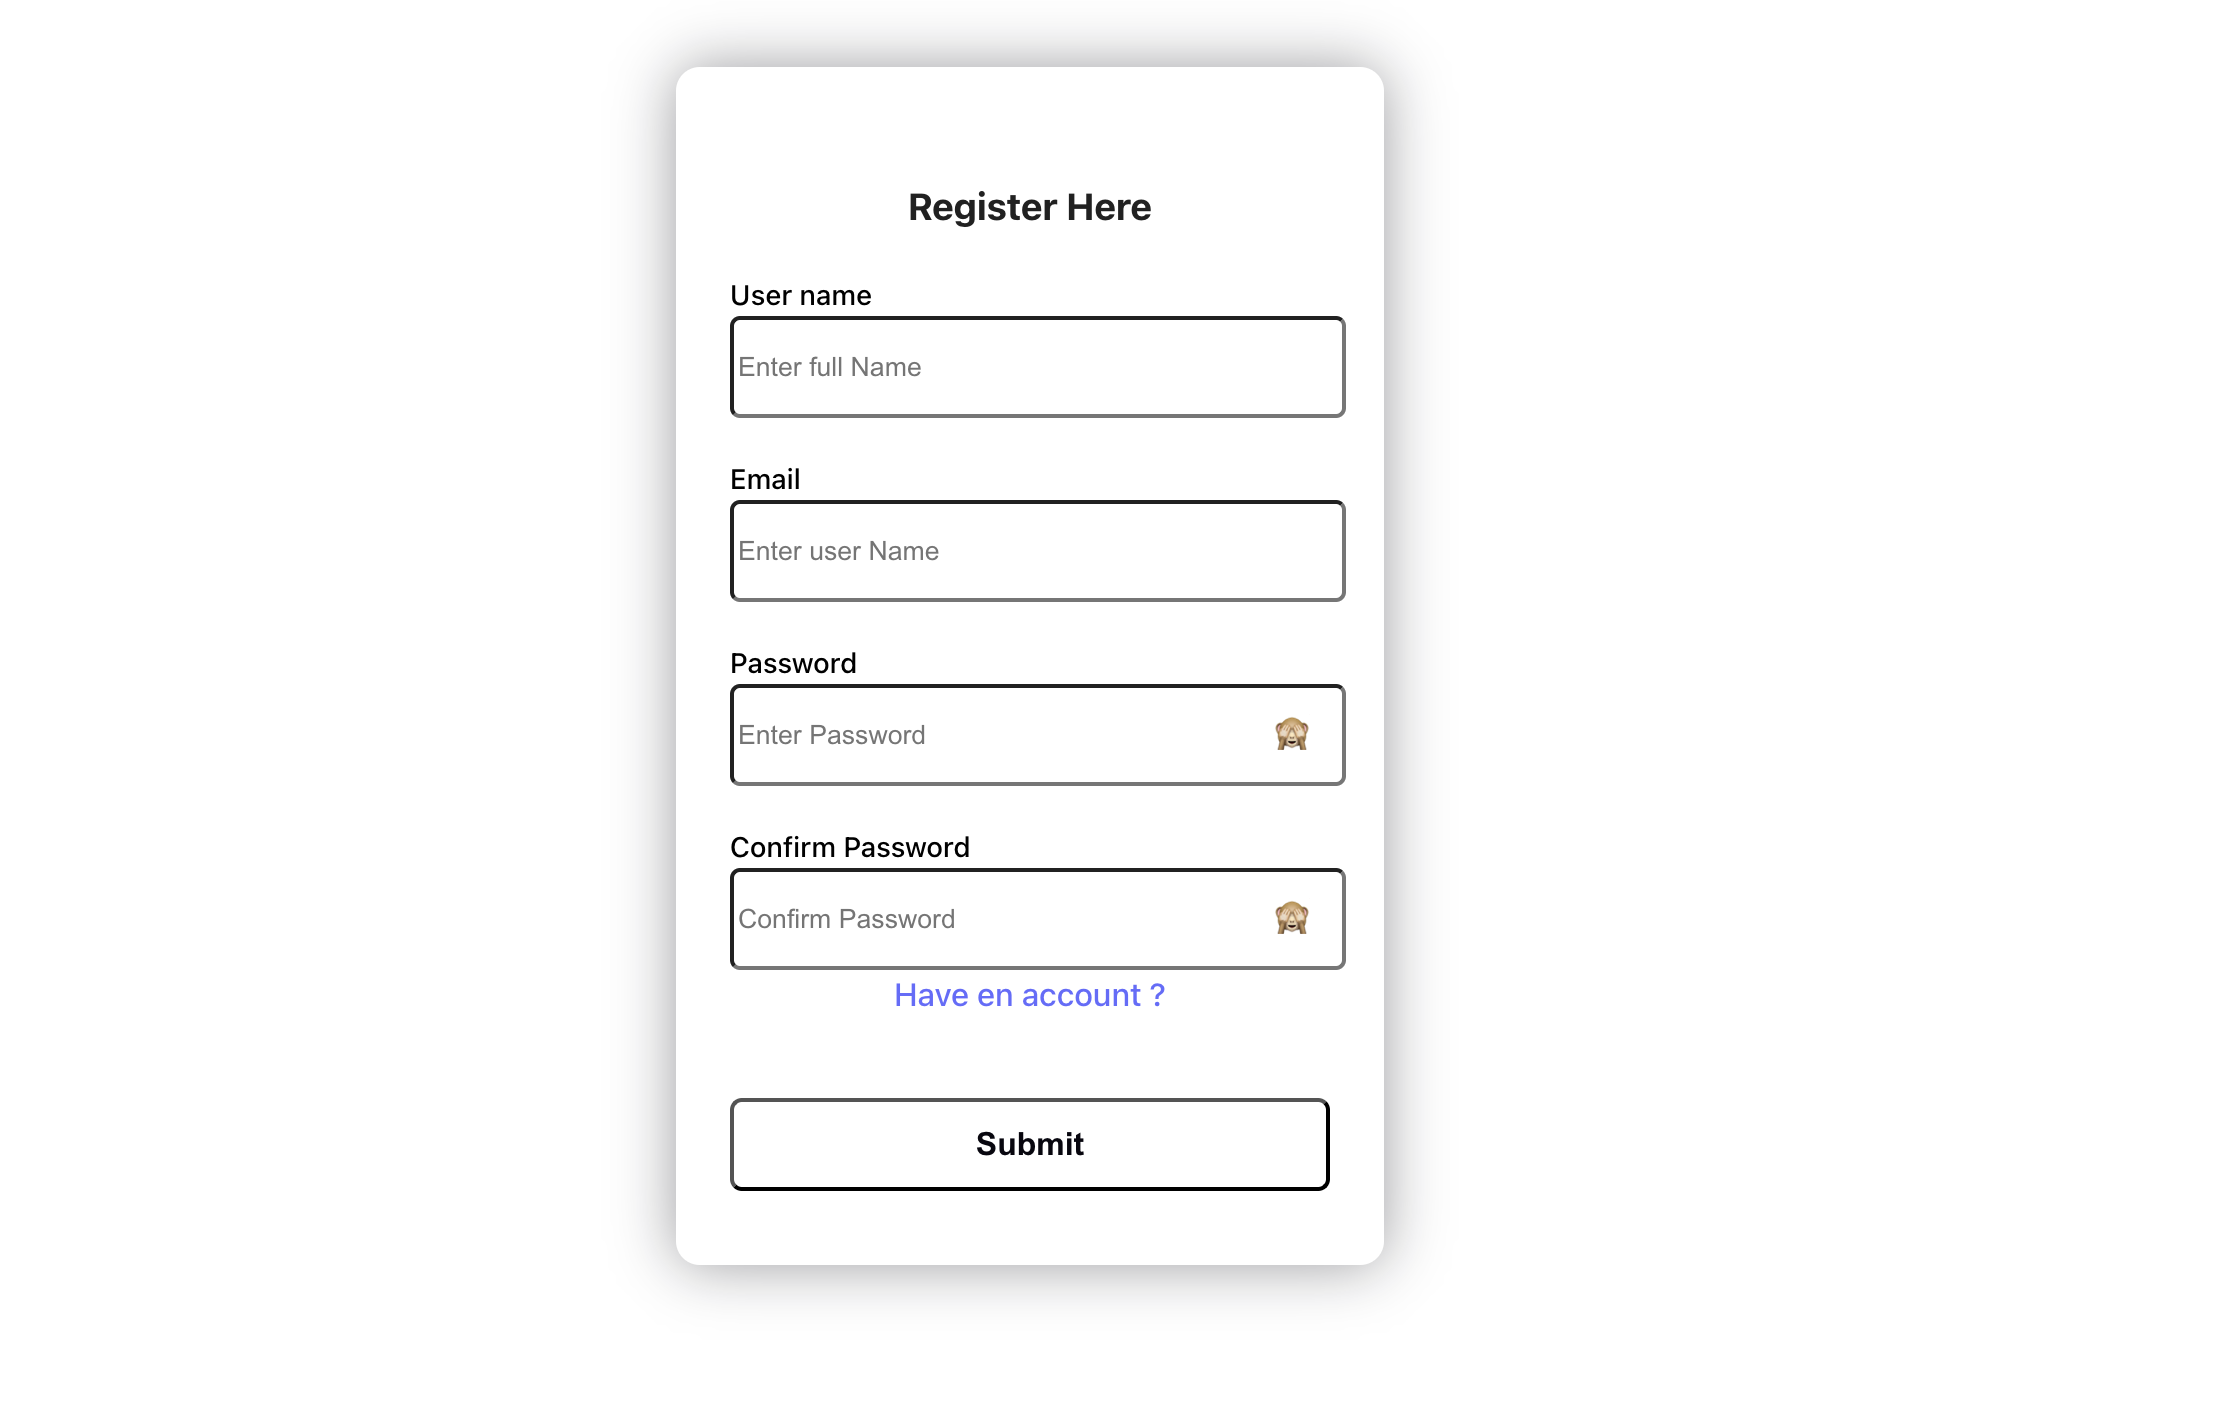 Register Here
User name
Enter full Name
Email
Enter user Name
Password
Enter Password
Confirm Password
Confirm Password
Have en account ?
Submit